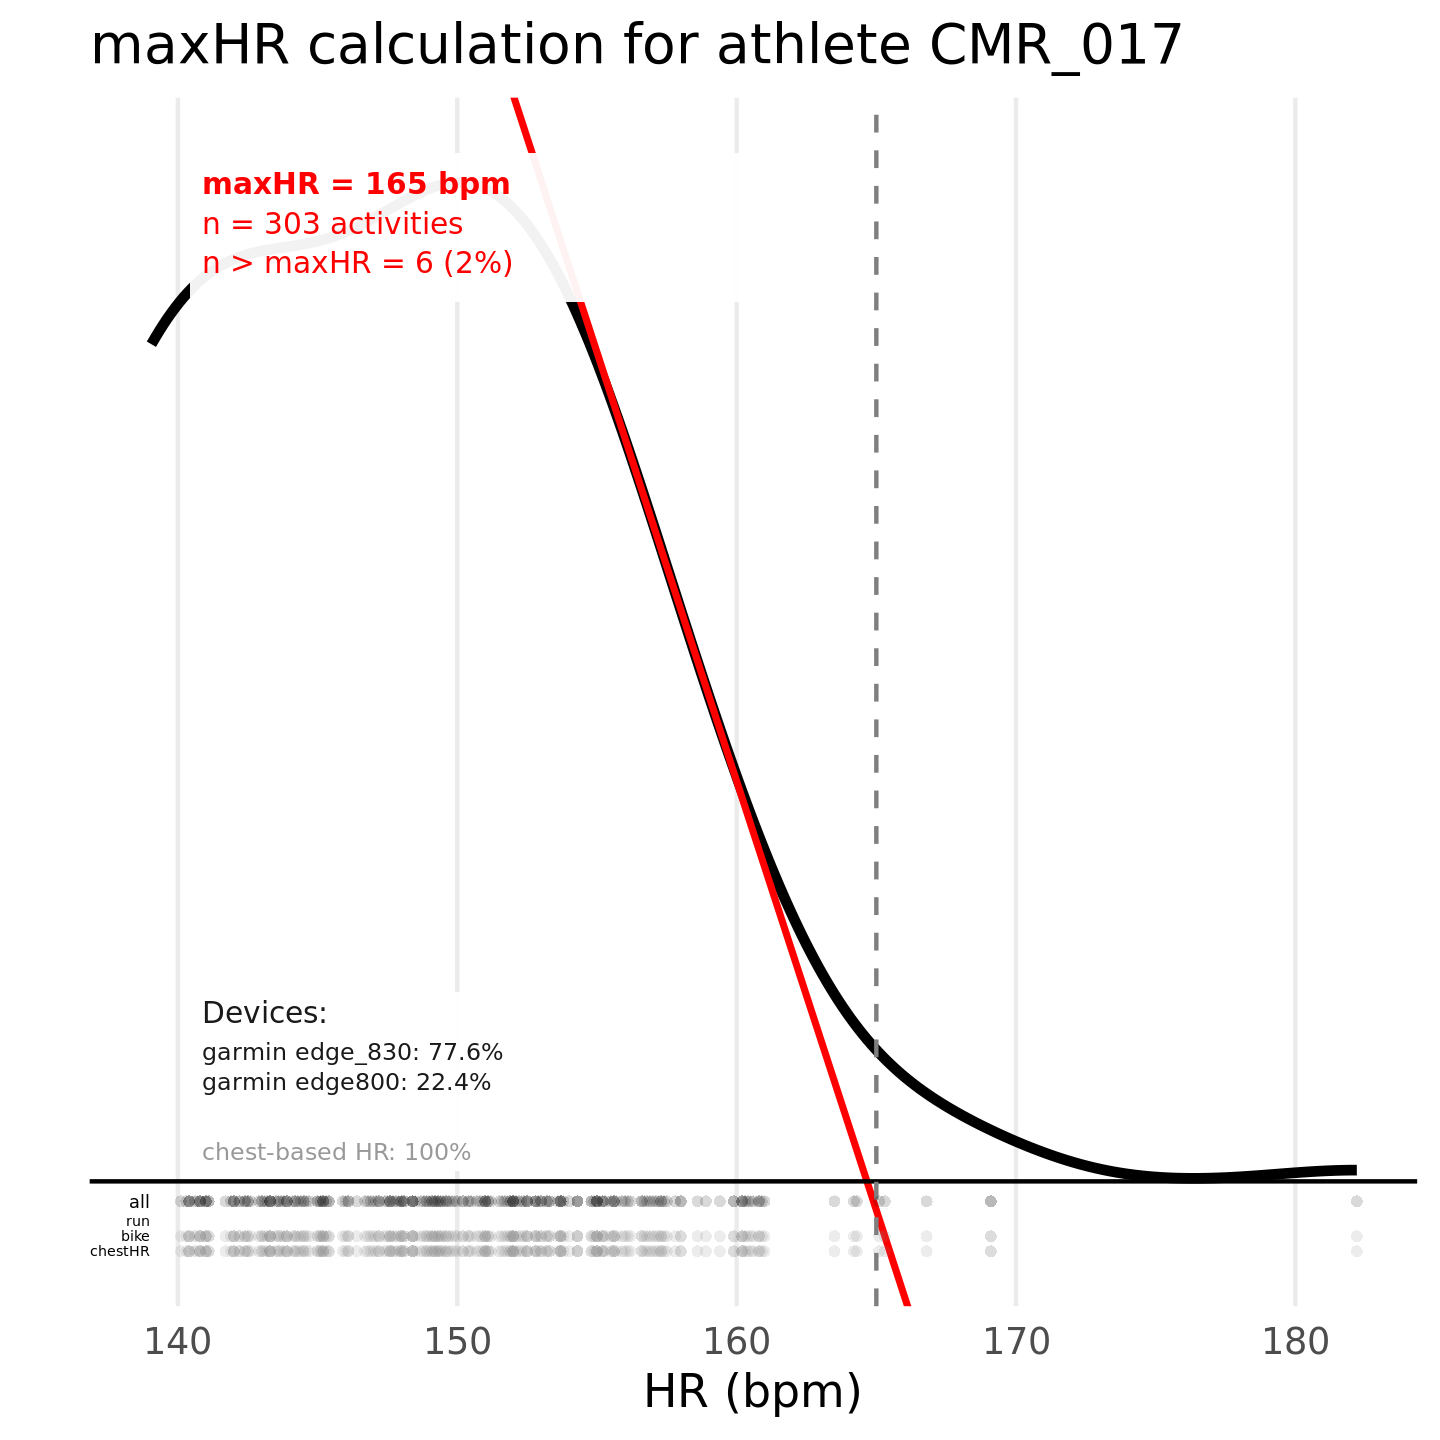 maxHR calculation for athlete CMR_017
maxHR = 165 bpm
n = 303 activities
n > maxHR = 6 (2%)
Devices:
garmin edge_830: 77.6%
garmin edge800: 22.4%
chest-based HR: 100%
all
run
bike
chestHR
140 150 160 170 180
HR (bpm)